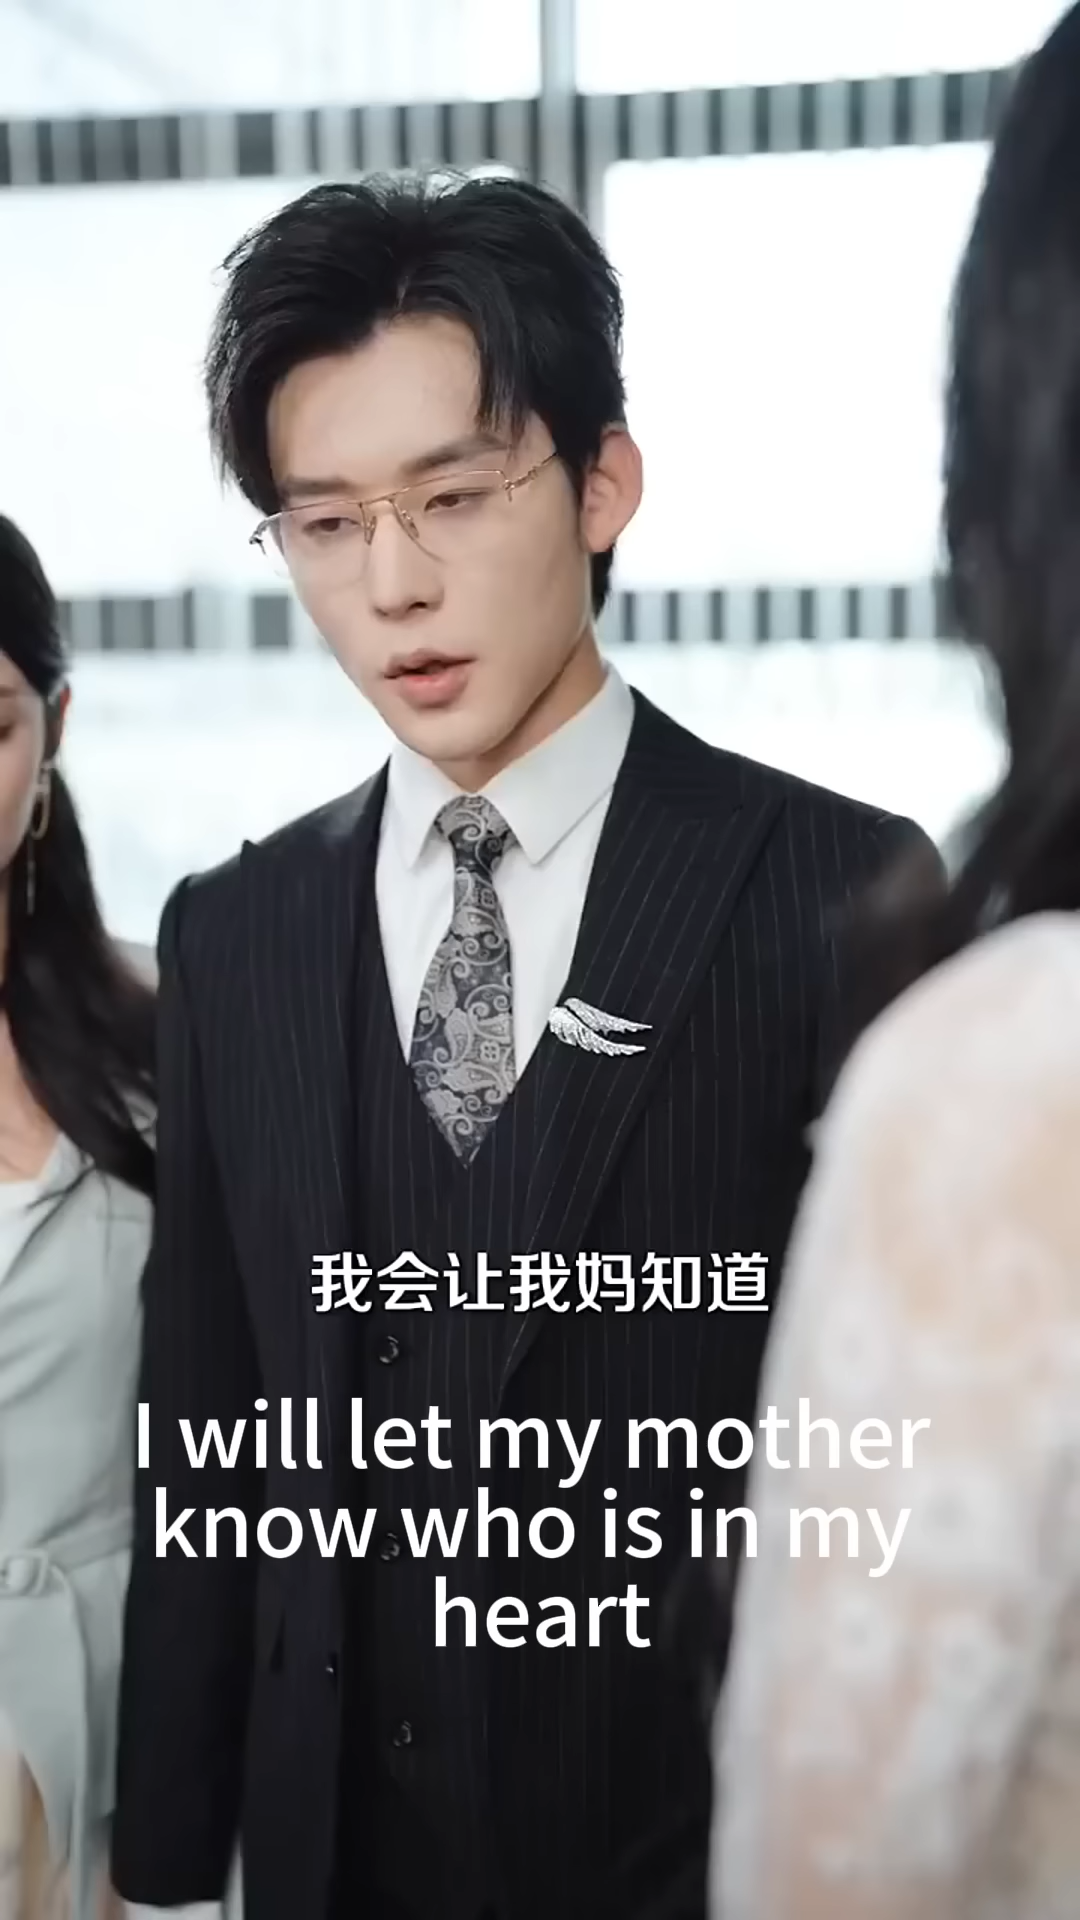 我会让我妈知道
I will let my mother
know who is in my
heart